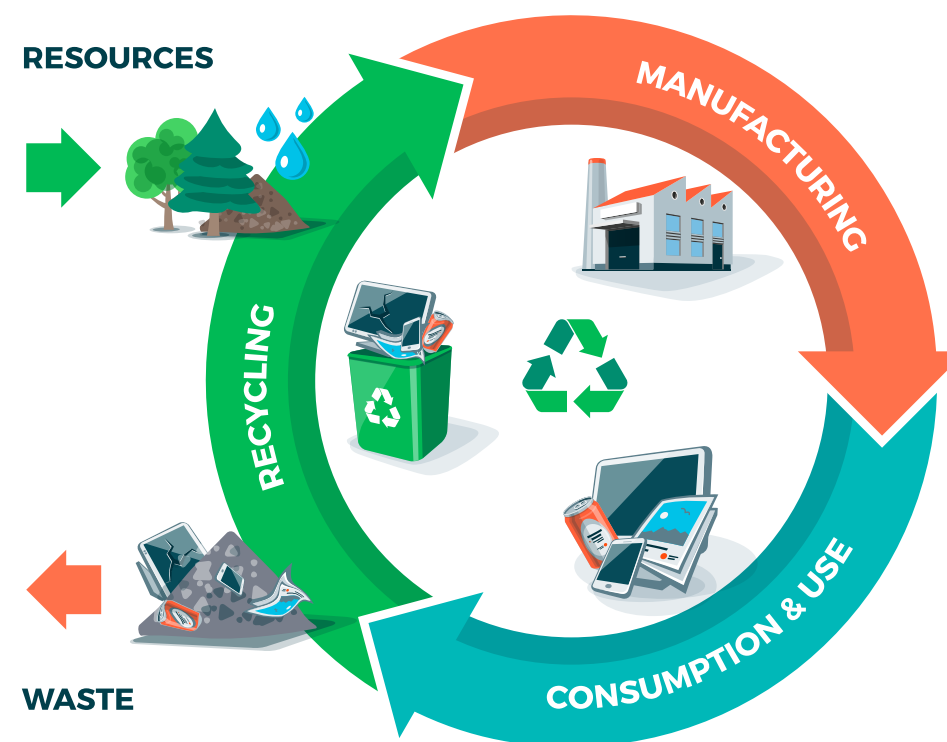 RESOURCES
MANUFACTURING
RECYCLING
CONSUMPTION & USE
WASTE